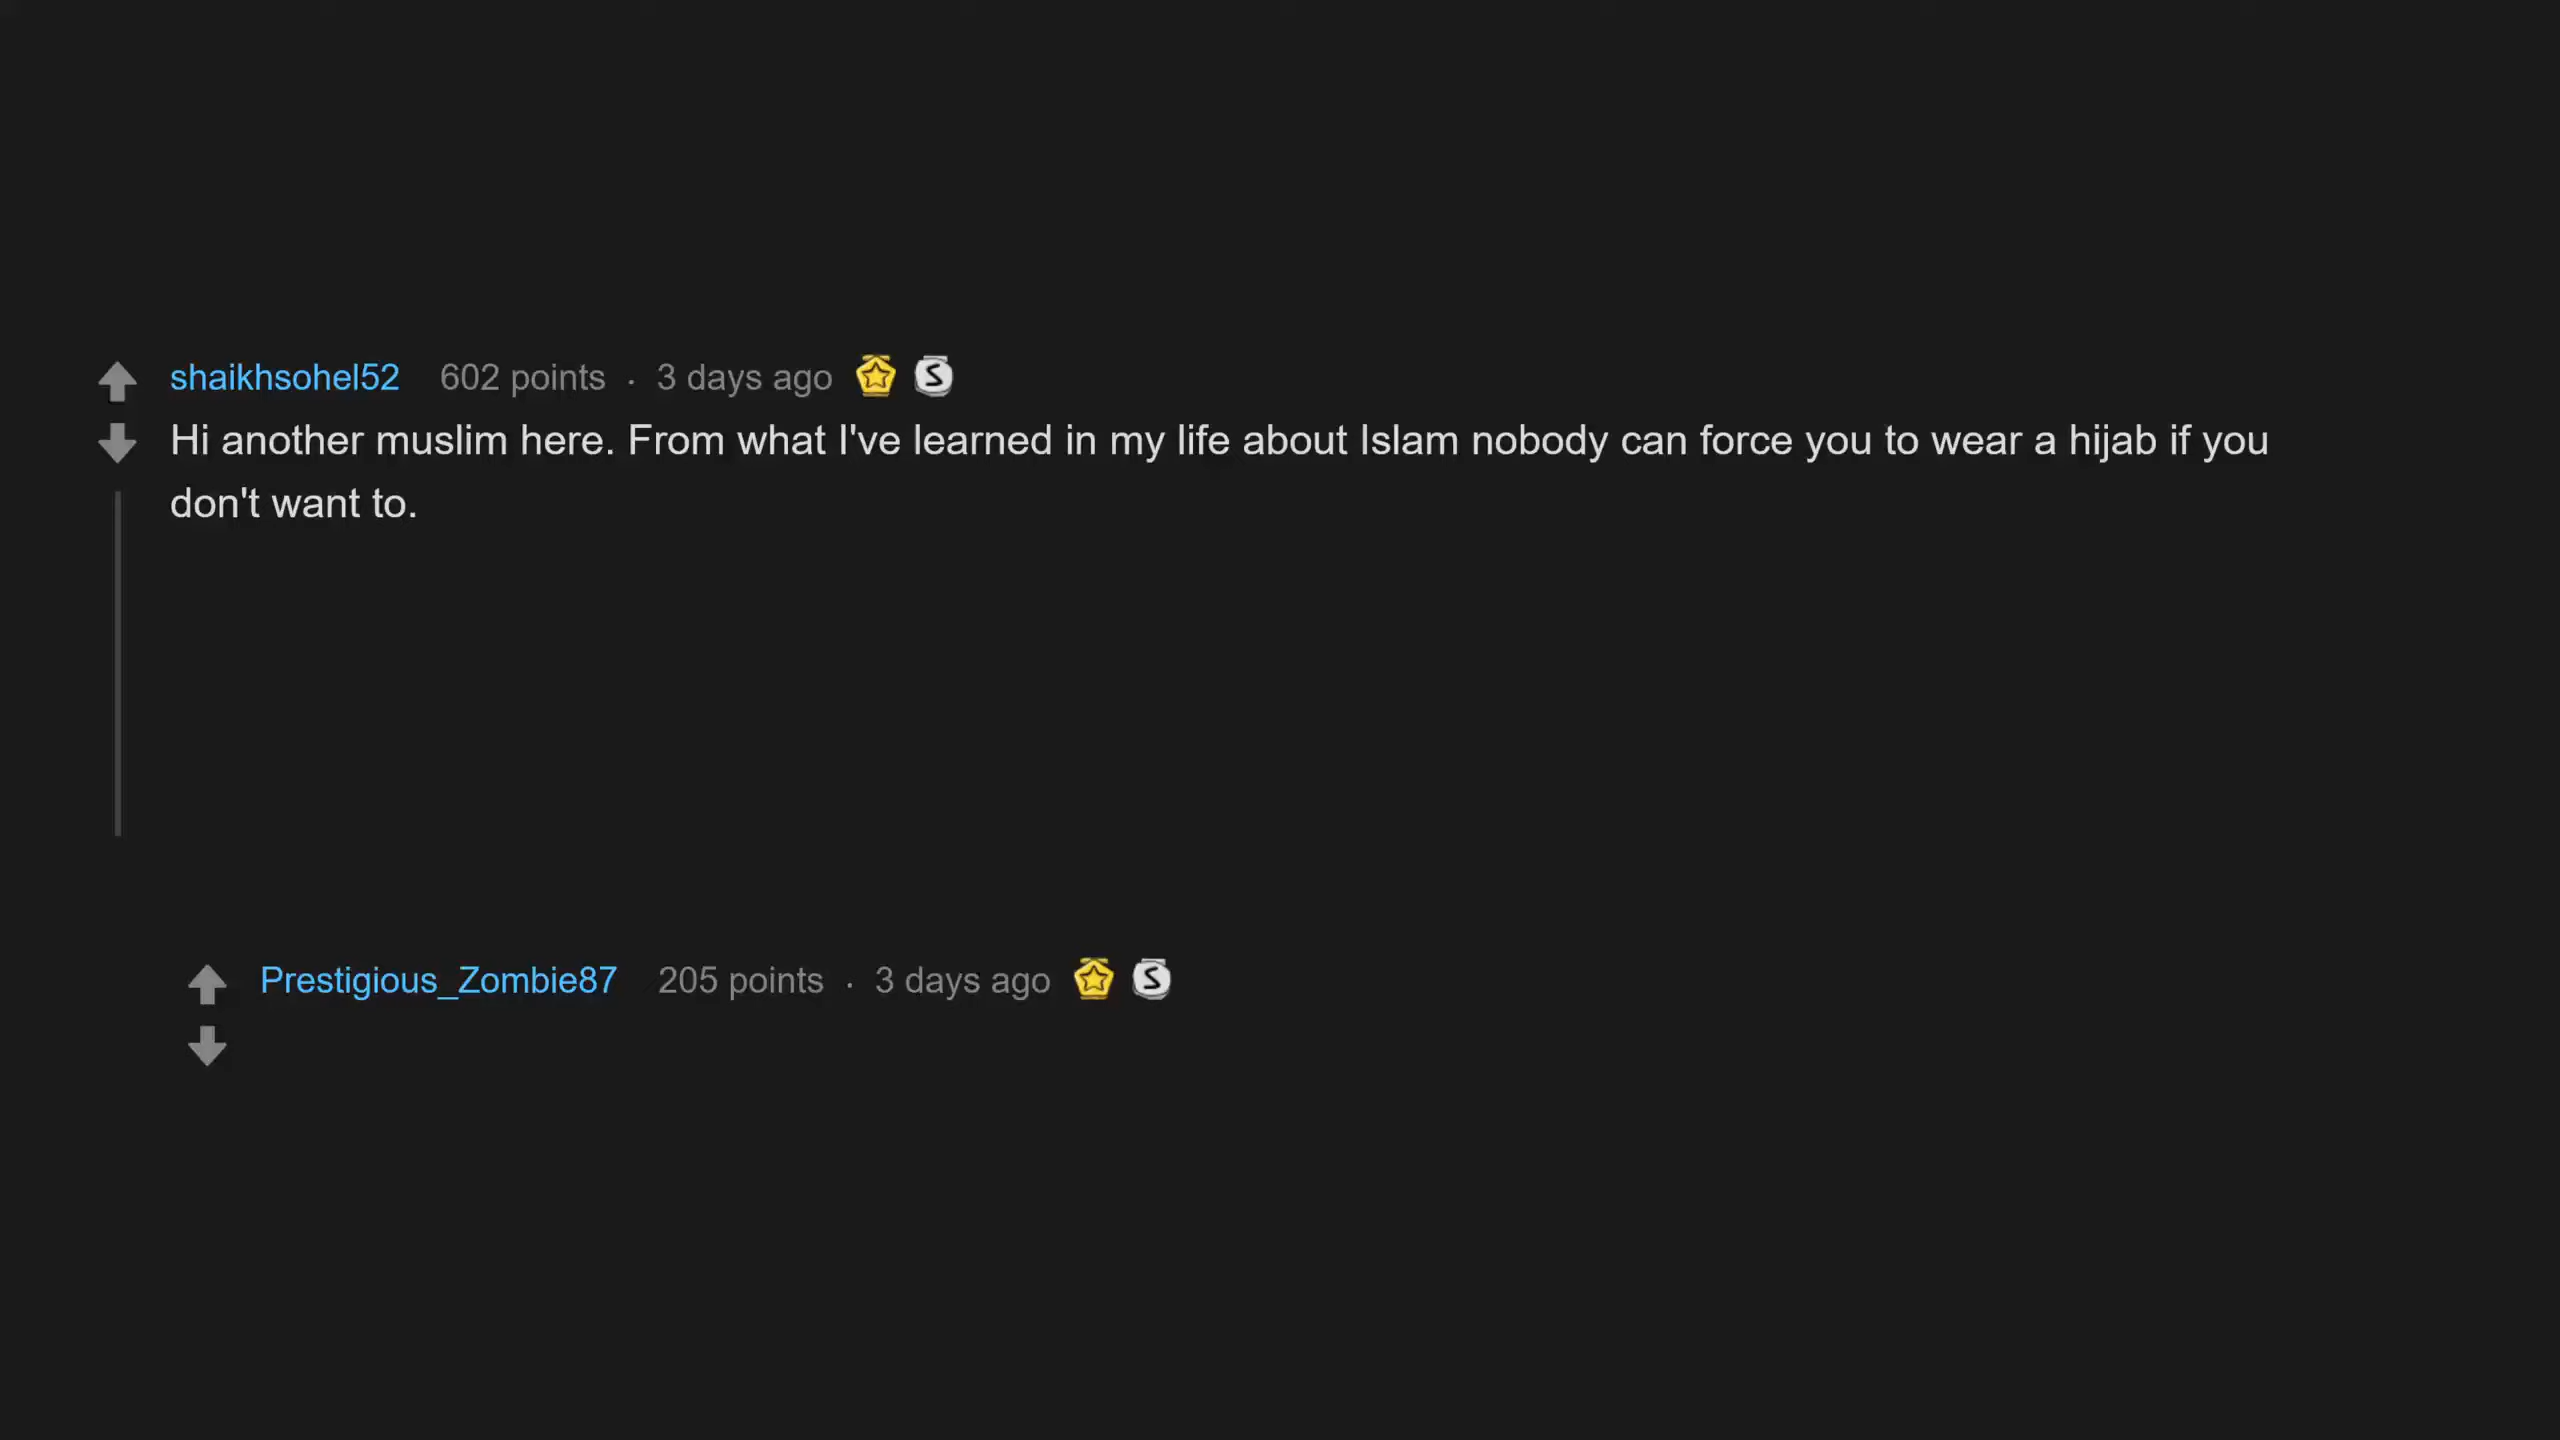 shaikhsohel52 602 points · 3 days ago S
Hi another muslim here. From what I've learned in my life about Islam nobody can force you to wear a hijab if you
don't want to.
Prestigious_Zombie87 205 points · 3 days ago S